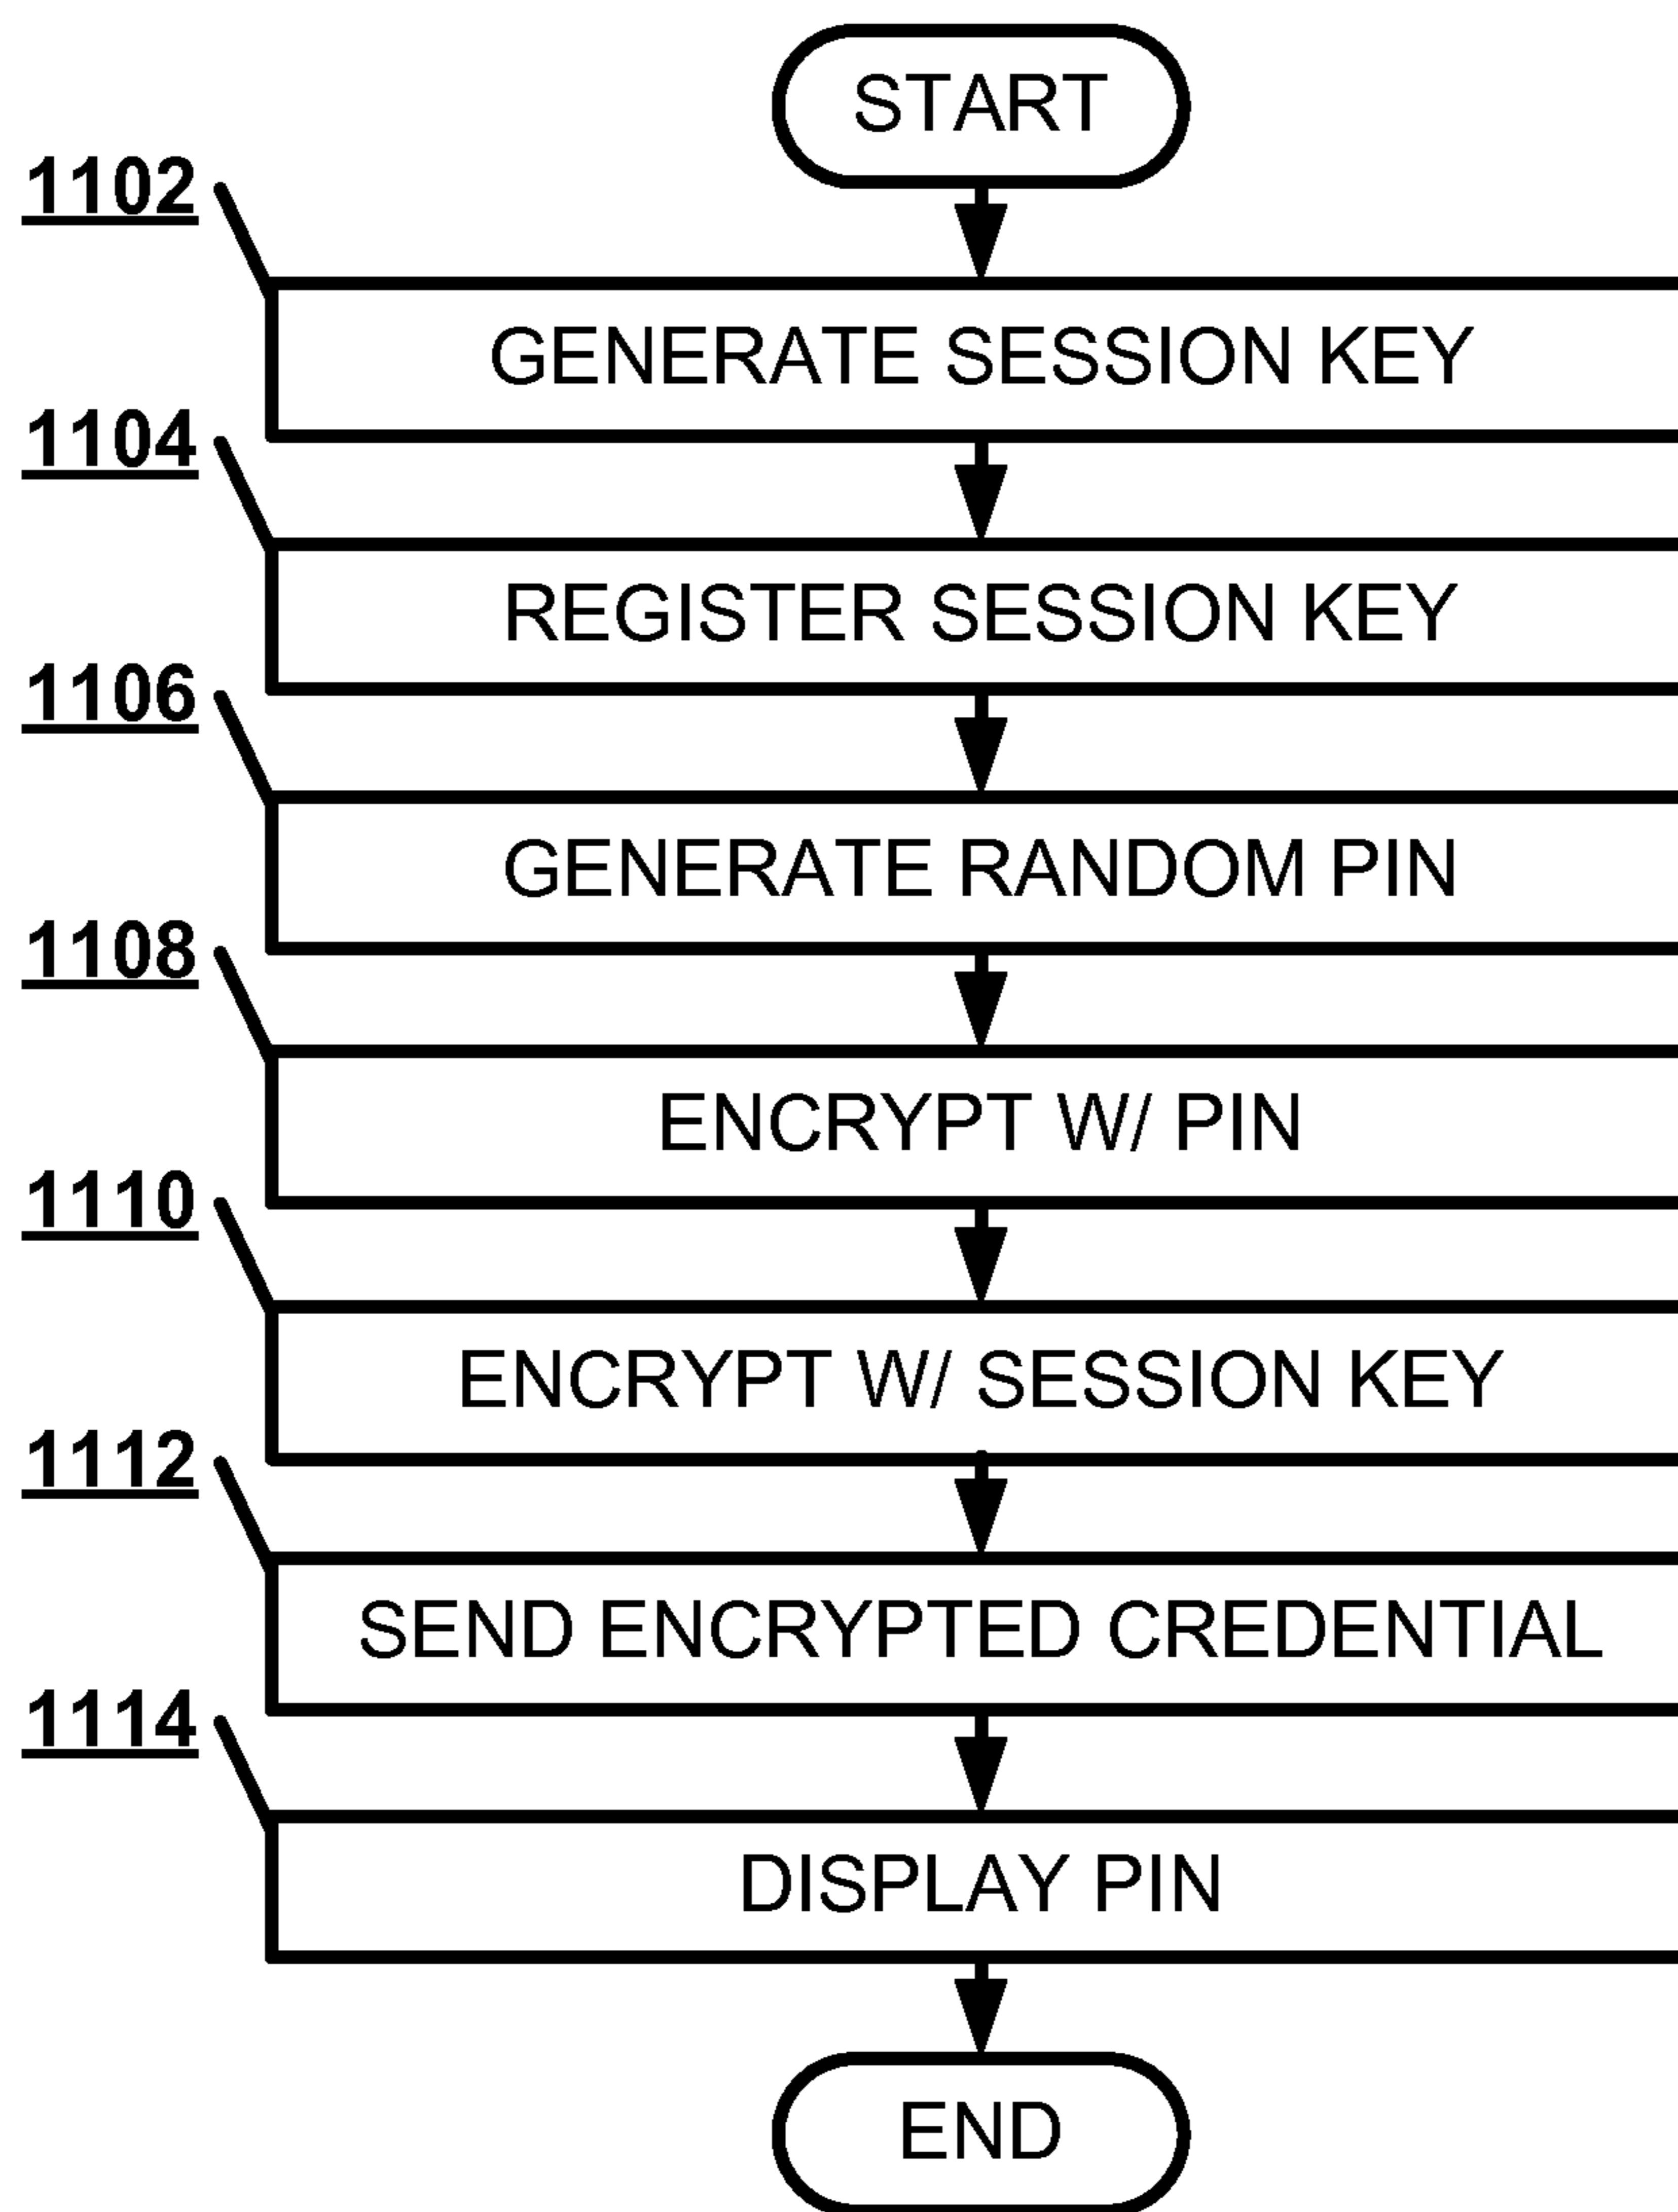 START
1102
GENERATE SESSION KEY
1104
REGISTER SESSION KEY
1106
GENERATE RANDOM PIN
1108
ENCRYPT W/ PIN
1110
ENCRYPT W/ SESSION KEY
1112
SEND ENCRYPTED CREDENTIAL
1114
DISPLAY PIN
END